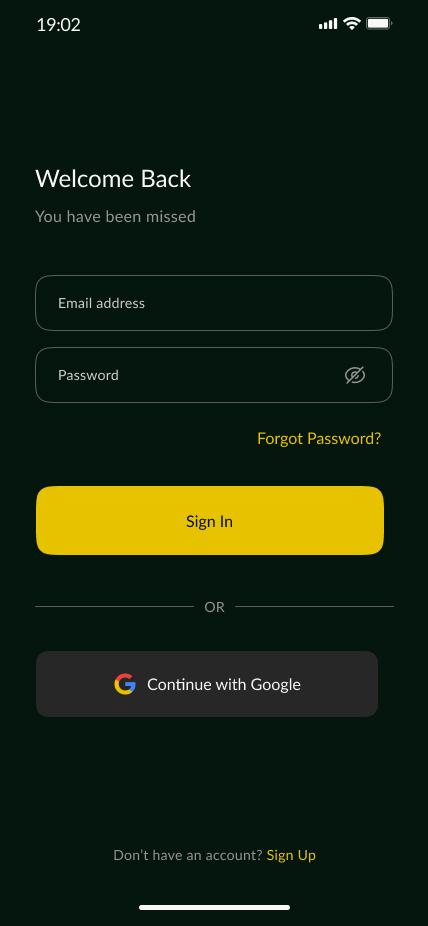 19:02
Welcome Back
You have been missed
Email address
Password
Forgot Password?
Sign In
OR
Continue with Google
Don't have an account? Sign Up